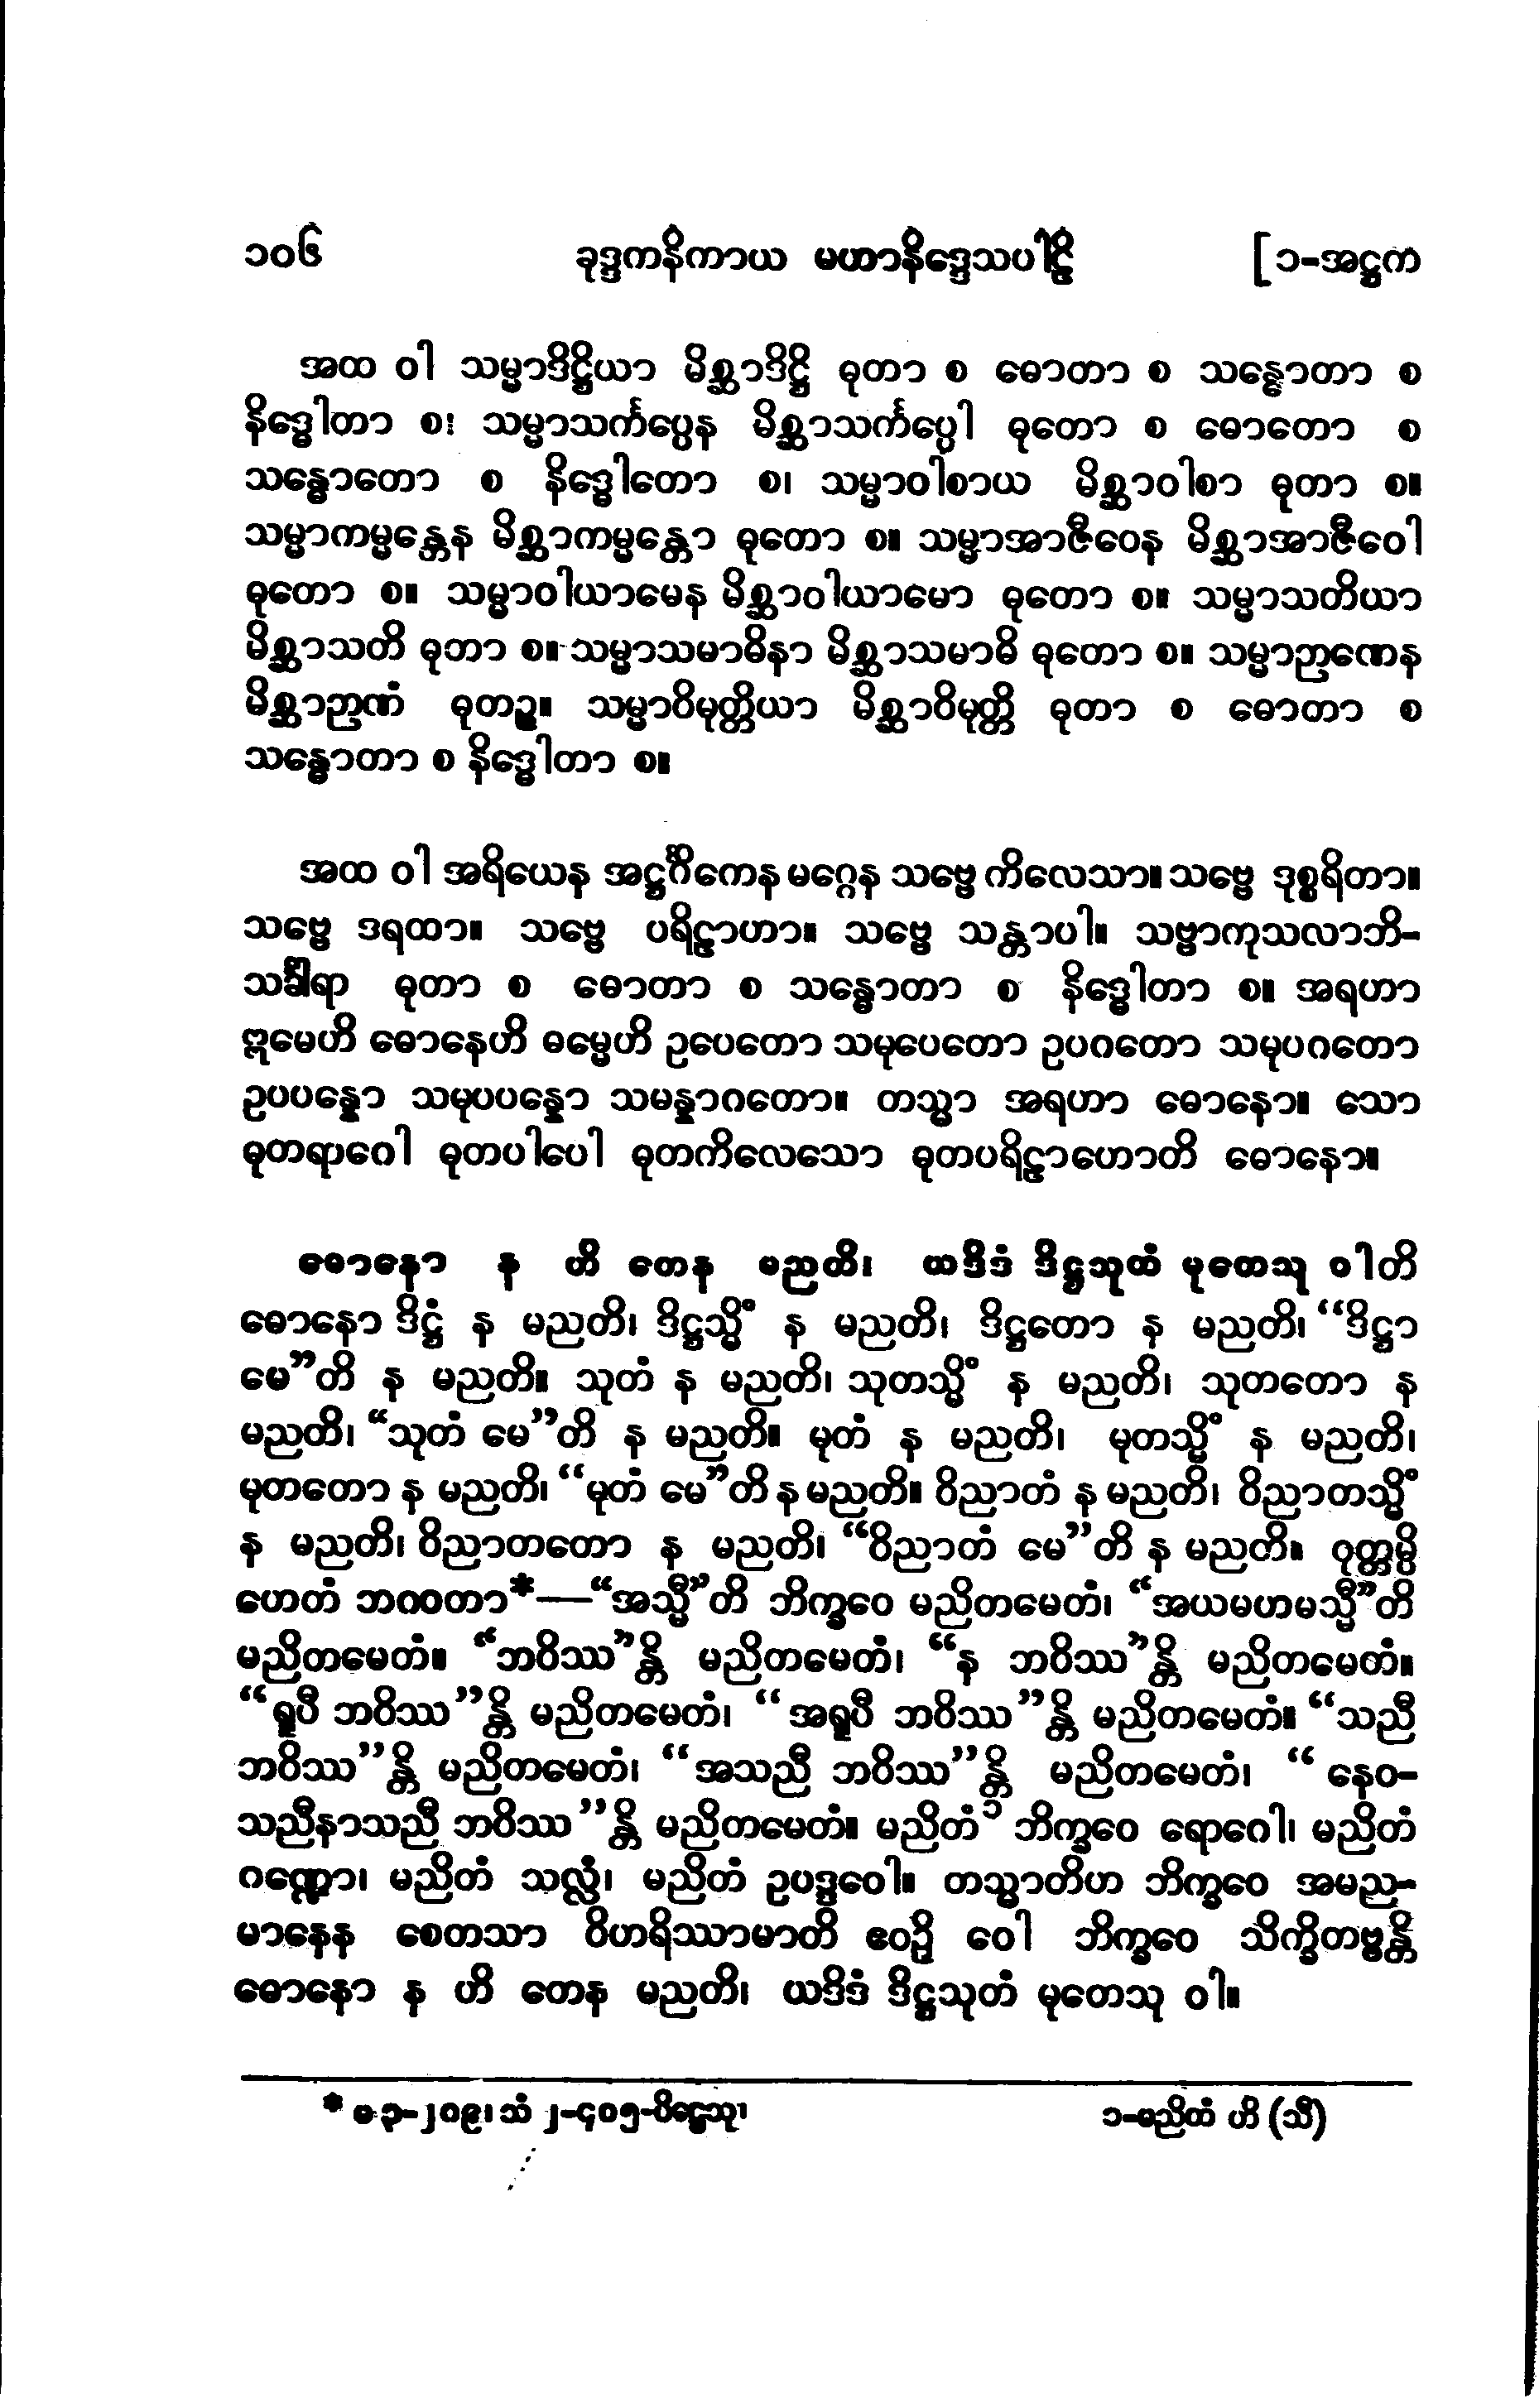 ၁၀၆ ခုဒ္ဒကနိကာယ မဟာနိဒ္ဒေသပါဠိ [၁-အဋ္ဌက
အထ ဝါ သမ္မာဒိဋ္ဌိယာ မိစ္ဆာဒိဋ္ဌိ ဓုတာ စ ဓောတာ စ သန္ဓောတာ စ
နိဒ္ဓေါတာ စ၊ သမ္မာသင်္ကပ္ပေန မိစ္ဆာသင်္ကပ္ပေါ ဓုတော စ ဓောတော စ
သန္ဓောတော စ နိဒ္ဓေါတော စ၊ သမ္မာဝါစာယ မိစ္ဆာဝါစာ ဓုတာ စ။
သမ္မာကမ္မန္တေန မိစ္ဆာကမ္မန္တော ဓုတော စ။ သမ္မာအာဇီဝေန မိစ္ဆာအာဇီဝေါ
ဓုတော စ။ သမ္မာဝါယာမေန မိစ္ဆာဝါယာမော ဓုတော စ။ သမ္မာသတိယာ
မိစ္ဆာသတိ ဓုဘာ စ။ သမ္မာသမာဓိနာ မိစ္ဆာသမာဓိ ဓုတော စ။ သမ္မာဉာဏေန
မိစ္ဆာဉာဏံ ဓုတဉ္စ။ သမ္မာဝိမုတ္တိယာ မိစ္ဆာဝိမုတ္တိ ဓုတာ စ ဓောတာ စ
သန္ဓောတာ စ နိဒ္ဓေါတာ စ။
အထ ဝါ အရိယေန အဋ္ဌင်္ဂိကေန မဂ္ဂေန သဗ္ဗေ ကိလေသာ။ သဗ္ဗေ ဒုစ္စရိတာ။
သဗ္ဗေ ဒရထာ။ သဗ္ဗေ ပရိဠာဟာ။ သဗ္ဗေ သန္တာပါ။ သဗ္ဗာကုသလာဘိ-
သင်္ခါရာ ဓုတာ စ ဓောတာ စ သန္ဓောတာ စ နိဒ္ဓေါတာ စ။ အရဟာ
ဣမေဟိ ဓောနေဟိ ဓမ္မေဟိ ဥပေတော သမုပေတော ဥပဂတော သမုပဂတော
ဥပပန္နော သမုပပန္နော သမန္နာဂတော။ တသ္မာ အရဟာ ဓောနော။ သော
ဓုတရာဂေါ ဓုတပါပေါ ဓုတကိလေသော ဓုတပရိဠာဟောတိ ဓောနော။
ဓောနော န ဟိ တေန မညတိ၊ ယဒိဒံ ဒိဋ္ဌသုတံ မုတေသု ဝါတိ
ဓောနော ဒိဋ္ဌံ န မညတိ၊ ဒိဋ္ဌသ္မိံ န မညတိ၊ ဒိဋ္ဌတော န မညတိ၊ “ဒိဋ္ဌာ
မေ”တိ န မညတိ။ သုတံ န မညတိ၊ သုတသ္မိံ န မညတိ၊ သုတတော န
မညတိ၊ “သုတံ မေ”တိ န မညတိ။ မုတံ န မညတိ၊ မုတသ္မိံ န မညတိ၊
မုတတော န မညတိ၊ “မုတံ မေ”တိ န မညတိ။ ဝိညာတံ န မညတိ၊ ဝိညာတသ္မိံ
န မညတိ၊ ဝိညာတတော န မညတိ၊ “ဝိညာတံ မေ”တိ န မညတိ။ ဝုတ္တမ္ပိ
ဟေတံ ဘဂဝတာ*—“အသ္မီ”တိ ဘိက္ခဝေ မညိတမေတံ၊ “အယမဟမသ္မီ”တိ
မညိတမေတံ။ “ဘဝိဿ”န္တိ မညိတမေတံ၊ “န ဘဝိဿ”န္တိ မညိတမေတံ။
“ရူပီ ဘဝိဿ”န္တိ မညိတမေတံ၊ “အရူပီ ဘဝိဿ”န္တိ မညိတမေတံ။ “သညီ
ဘဝိဿ”န္တိ မညိတမေတံ၊ “အသညီ ဘဝိဿ”န္တိ မညိတမေတံ၊ “နေဝ-
သညီနာသညီ ဘဝိဿ”န္တိ မညိတမေတံ။ မညိတံ၁ ဘိက္ခဝေ ရောဂေါ၊ မညိတံ
ဂဏ္ဍော၊ မညိတံ သလ္လံ၊ မညိတံ ဥပဒ္ဒဝေါ။ တသ္မာတိဟ ဘိက္ခဝေ အမည-
မာနေန စေတသာ ဝိဟရိဿာမာတိ ဧဝဉှိ ဝေါ ဘိက္ခဝေ သိက္ခိတဗ္ဗန္တိ
ဓောနော န ဟိ တေန မညတိ၊ ယဒိဒံ ဒိဋ္ဌသုတံ မုတေသု ဝါ။
* မ ၃-၂၀၉၊ သံ ၂-၄၀၅-ပိဋ္ဌေသု၊ ၁-မညိတံ ဟိ (သီ)